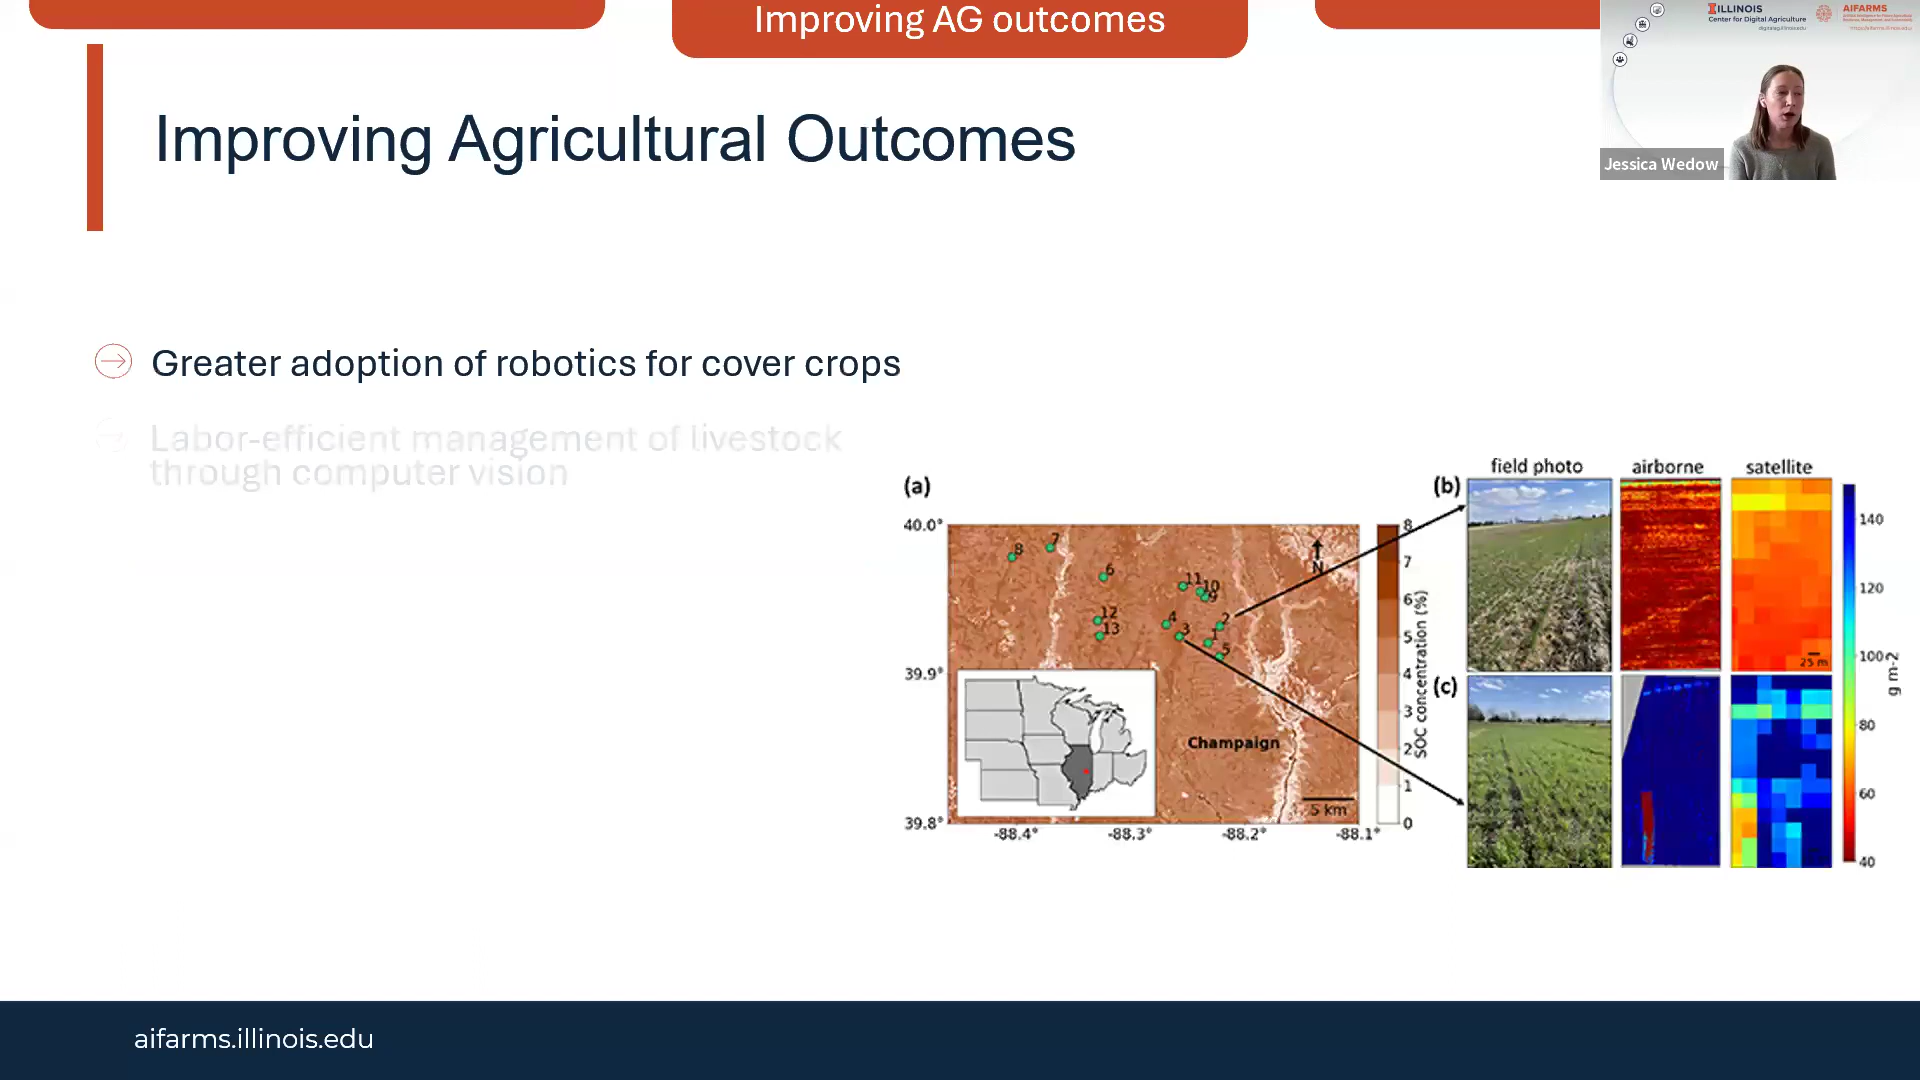 Improving AG outcomes
ILLINOIS
Center for Digital Agriculture
AIFARMS
Jessica Wedow
Improving Agricultural Outcomes
Greater adoption of robotics for cover crops
Labor-efficient management of livestock
through computer vision
(a)
40.0°
39.9°
39.8°
-88.4°
-88.3°
-88.2°
-88.1°
8
7
6
11
10
9
12
13
4
3
2
1
5
N
Champaign
5 km
8
7
6
5
4
3
2
1
0
SOC concentration (%)
(b)
field photo
airborne
satellite
25 m
(c)
140
120
100
80
60
40
g m-2
aifarms.illinois.edu